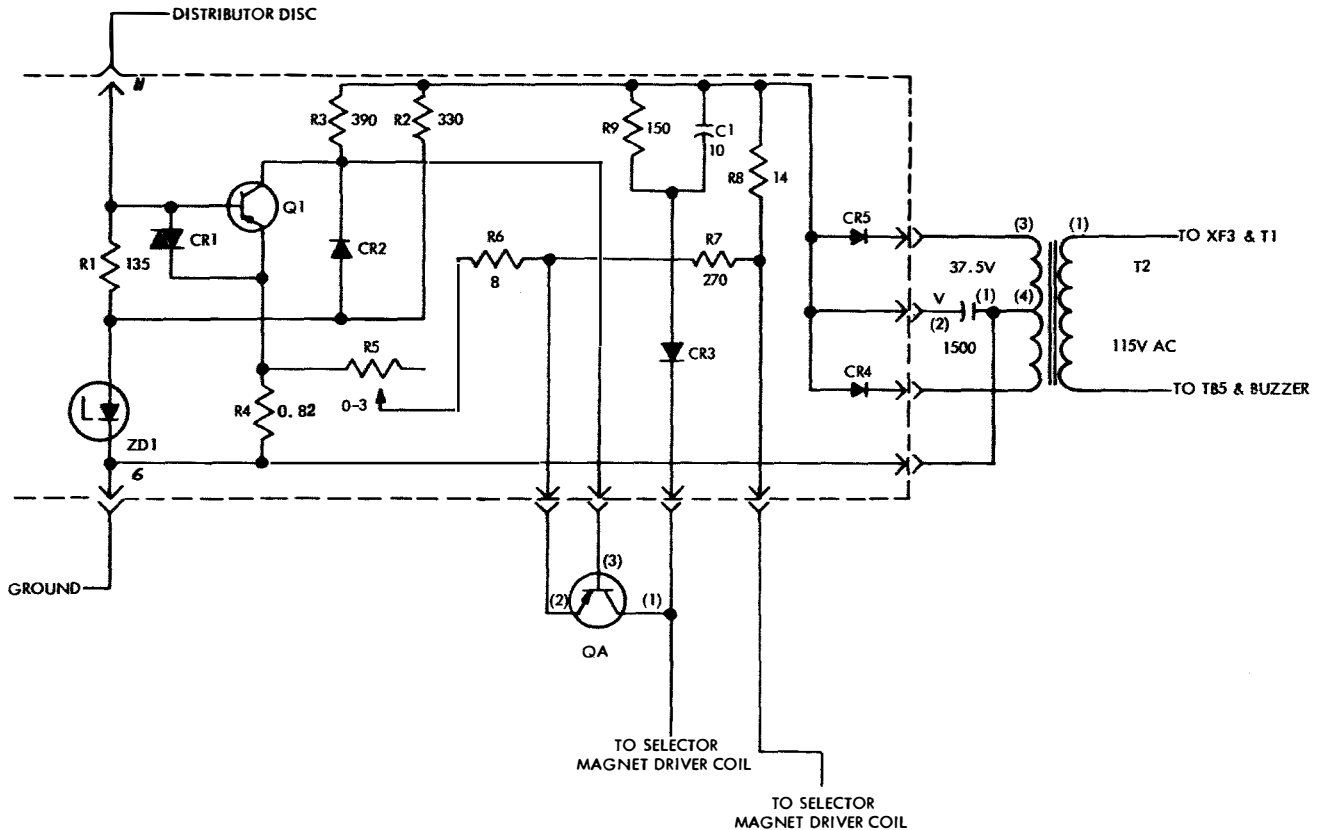 DISTRIBUTOR DISC
N
R3 390
R2 330
R9 150
C1
10
R8 14
Q1
CR1
CR2
R1 135
R6
8
R7
270
CR5
(3)
(1)
TO XF3 & T1
37.5V
T2
V
(1)
(4)
(2)
1500
115V AC
CR3
R5
CR4
0-3
R4 0.82
TO TB5 & BUZZER
L
ZD1
6
GROUND
(3)
(2)
(1)
QA
TO SELECTOR
MAGNET DRIVER COIL
TO SELECTOR
MAGNET DRIVER COIL